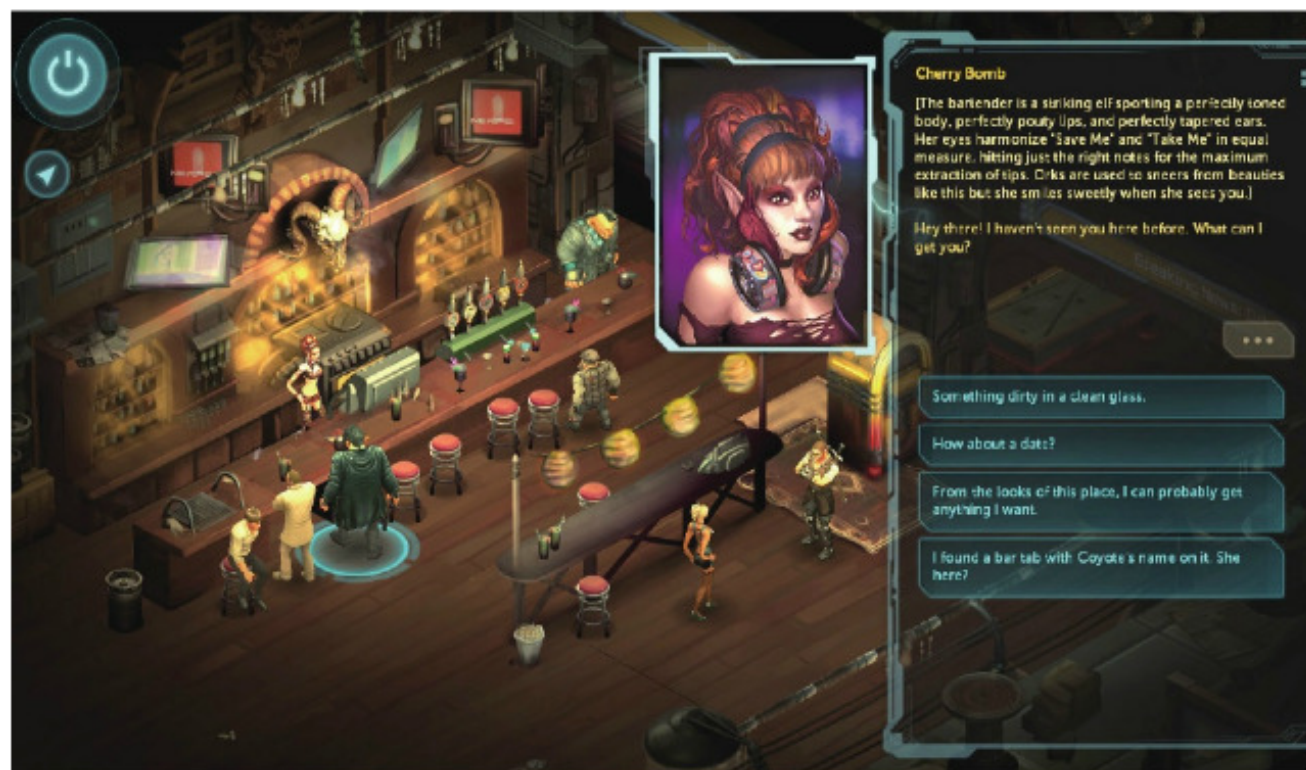 Cherry Bomb
[The bartender is a striking elf sporting a perfectly toned
body, perfectly pouty lips, and perfectly tapered ears.
Her eyes harmonize "Save Me" and "Take Me" in equal
measure, hitting just the right notes for the maximum
extraction of tips. Orks are used to sneers from beauties
like this but she smiles sweetly when she sees you.]
Hey there! I haven't seen you here before. What can I
get you?
...
Something dirty in a clean glass.
How about a date?
From the looks of this place, I can probably get
anything I want.
I found a bar tab with Coyote's name on it. She
here?